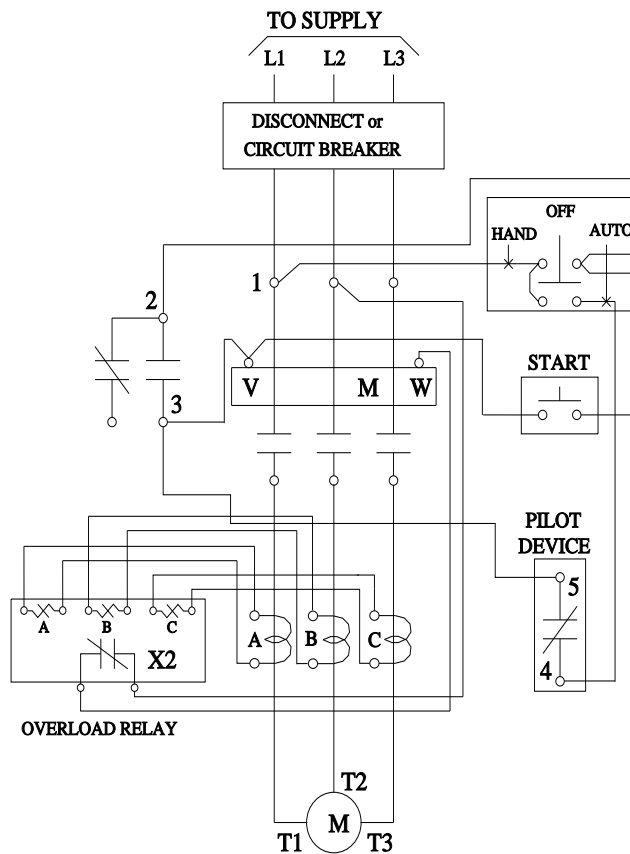 TO SUPPLY
L1 L2 L3
DISCONNECT or
CIRCUIT BREAKER
OFF
HAND AUTO
1
2
START
V M W
3
PILOT
DEVICE
5
A B C
A B C
X2
4
OVERLOAD RELAY
T2
M
T1 T3